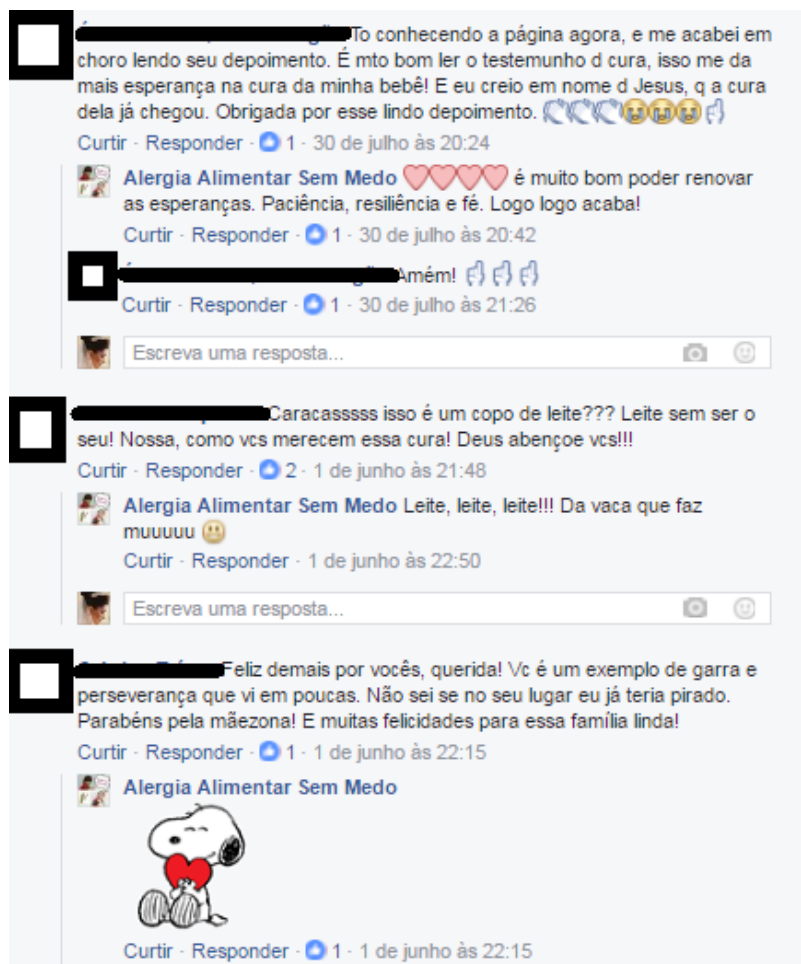 To conhecendo a página agora, e me acabei em
choro lendo seu depoimento. É mto bom ler o testemunho d cura, isso me da
mais esperança na cura da minha bebê! E eu creio em nome d Jesus, q a cura
dela já chegou. Obrigada por esse lindo depoimento.
Curtir · Responder · 1 · 30 de julho às 20:24
Alergia Alimentar Sem Medo é muito bom poder renovar
as esperanças. Paciência, resiliência e fé. Logo logo acaba!
Curtir · Responder · 1 · 30 de julho às 20:42
Amém!
Curtir · Responder · 1 · 30 de julho às 21:26
Escreva uma resposta...
Caracasssss isso é um copo de leite??? Leite sem ser o
seu! Nossa, como vcs merecem essa cura! Deus abençoe vcs!!!
Curtir · Responder · 2 · 1 de junho às 21:48
Alergia Alimentar Sem Medo Leite, leite, leite!!! Da vaca que faz
muuuuu
Curtir · Responder · 1 de junho às 22:50
Escreva uma resposta...
Feliz demais por vocês, querida! Vc é um exemplo de garra e
perseverança que vi em poucas. Não sei se no seu lugar eu já teria pirado.
Parabéns pela mãezona! E muitas felicidades para essa família linda!
Curtir · Responder · 1 · 1 de junho às 22:15
Alergia Alimentar Sem Medo
Curtir · Responder · 1 · 1 de junho às 22:15